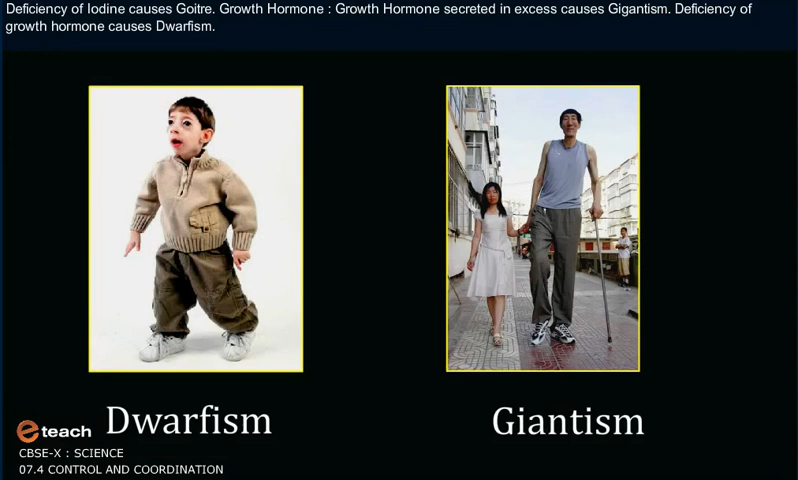 Deficiency of Iodine causes Goitre. Growth Hormone : Growth Hormone secreted in excess causes Gigantism. Deficiency of
growth hormone causes Dwarfism.
Dwarfism
Giantism
eteach
CBSE-X : SCIENCE
07.4 CONTROL AND COORDINATION